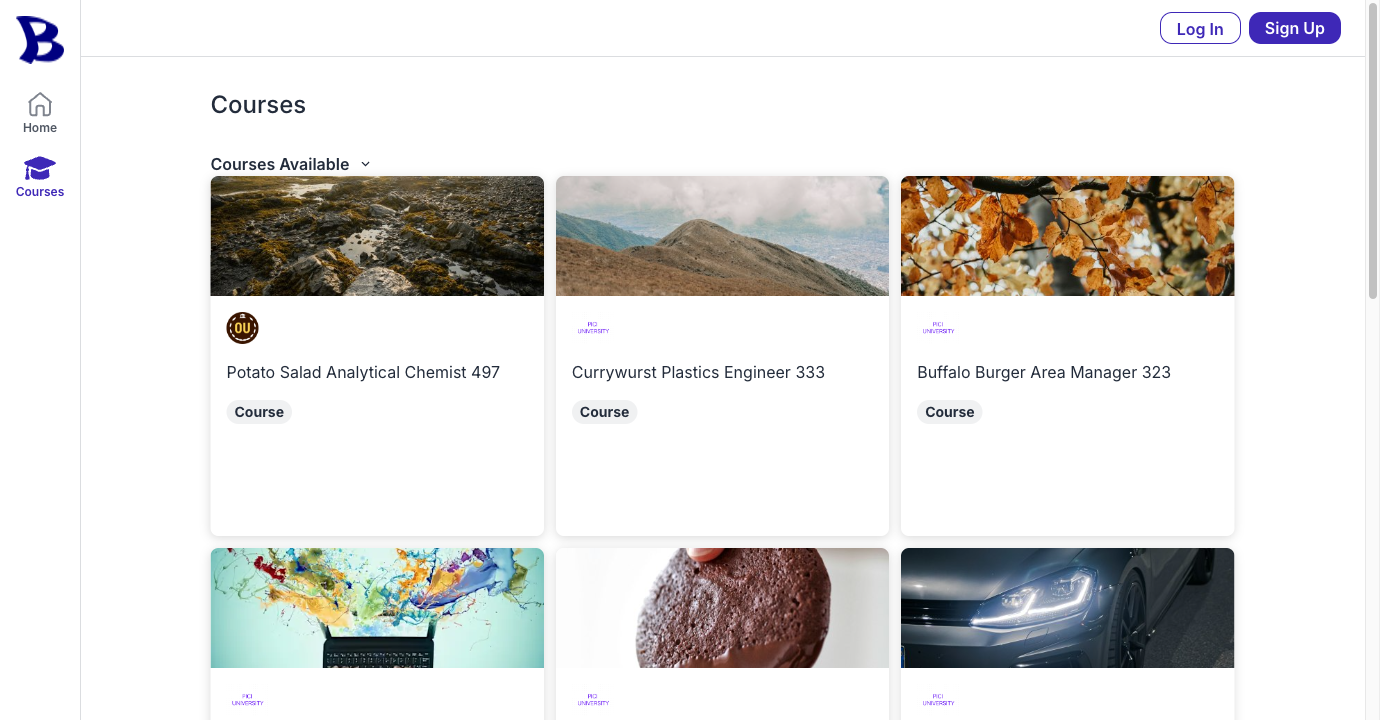 B
Log In
Sign Up
Home
Courses
Courses
Courses Available
OU
PICI
UNIVERSITY
PICI
UNIVERSITY
Potato Salad Analytical Chemist 497
Currywurst Plastics Engineer 333
Buffalo Burger Area Manager 323
Course
Course
Course
PICI
UNIVERSITY
PICI
UNIVERSITY
PICI
UNIVERSITY